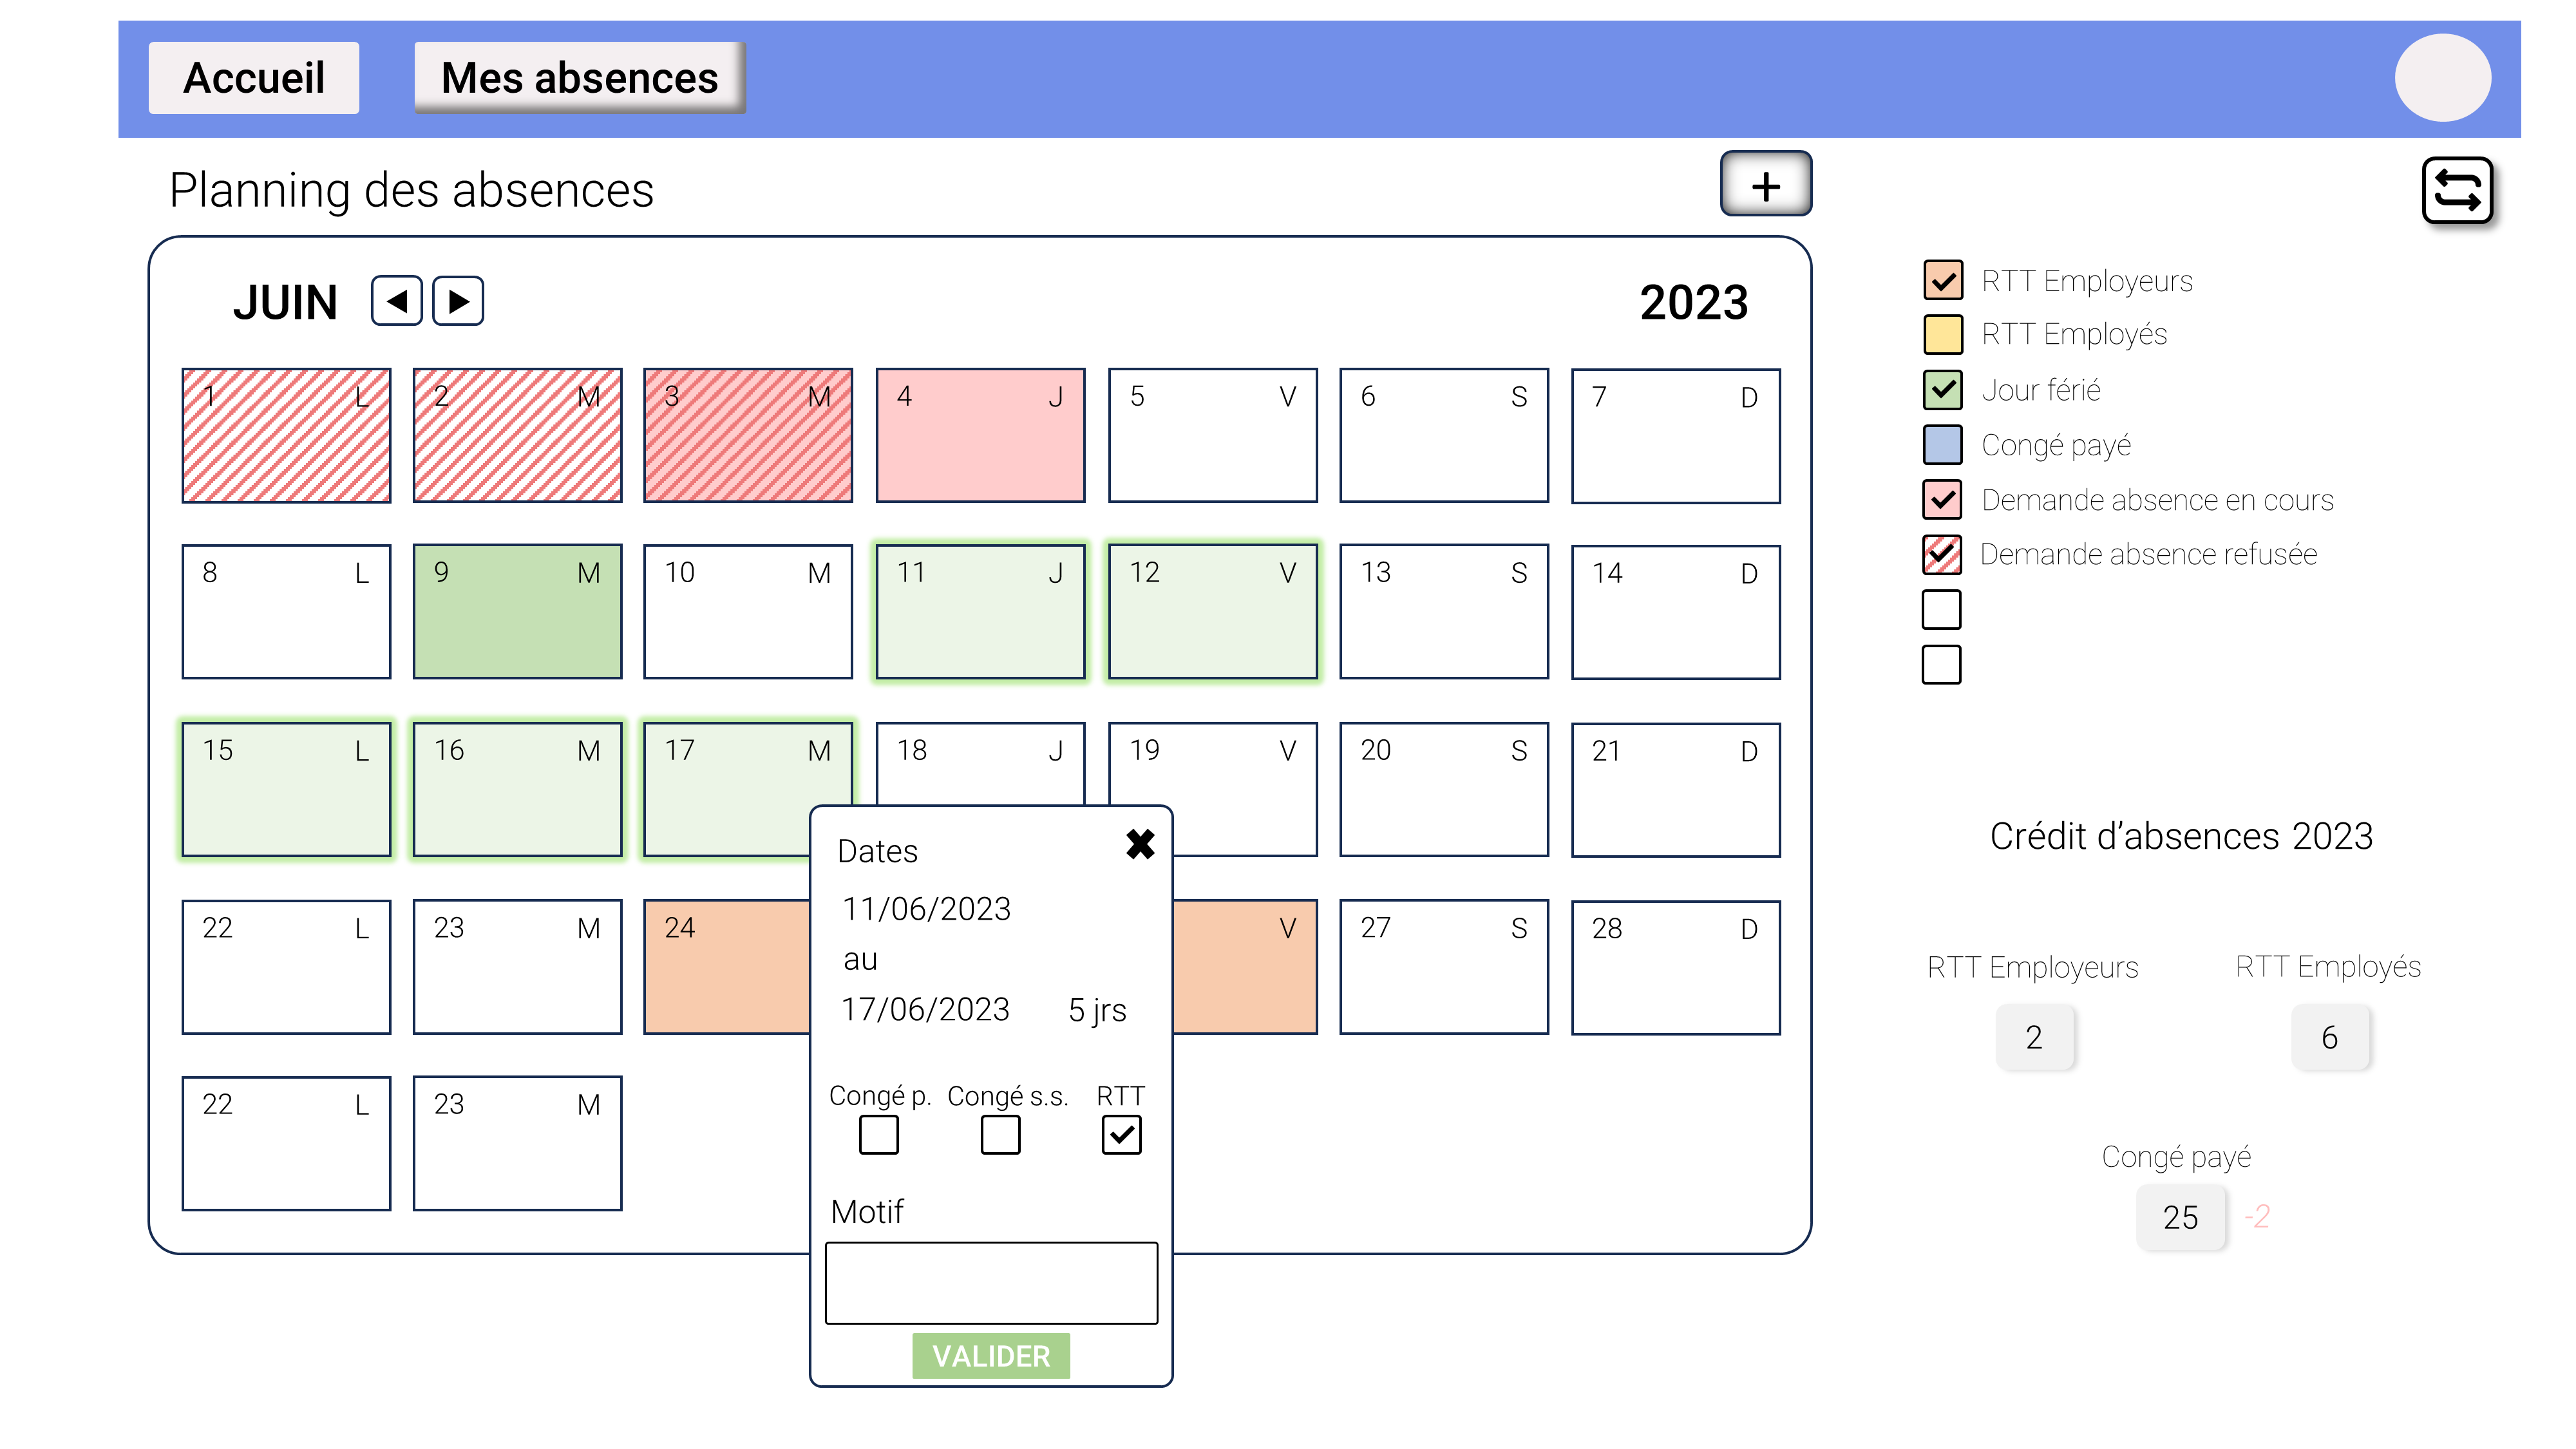 Accueil Mes absences
Planning des absences +
JUIN 2023
1 L 2 M 3 M 4 J 5 V 6 S 7 D
8 L 9 M 10 M 11 J 12 V 13 S 14 D
15 L 16 M 17 M 18 J 19 V 20 S 21 D
22 L 23 M 24 V 27 S 28 D
22 L 23 M
Dates
11/06/2023
au
17/06/2023 5 jrs
Congé p. Congé s.s. RTT
Motif
VALIDER
RTT Employeurs
RTT Employés
Jour férié
Congé payé
Demande absence en cours
Demande absence refusée
Crédit d’absences 2023
RTT Employeurs RTT Employés
2 6
Congé payé
25 -2